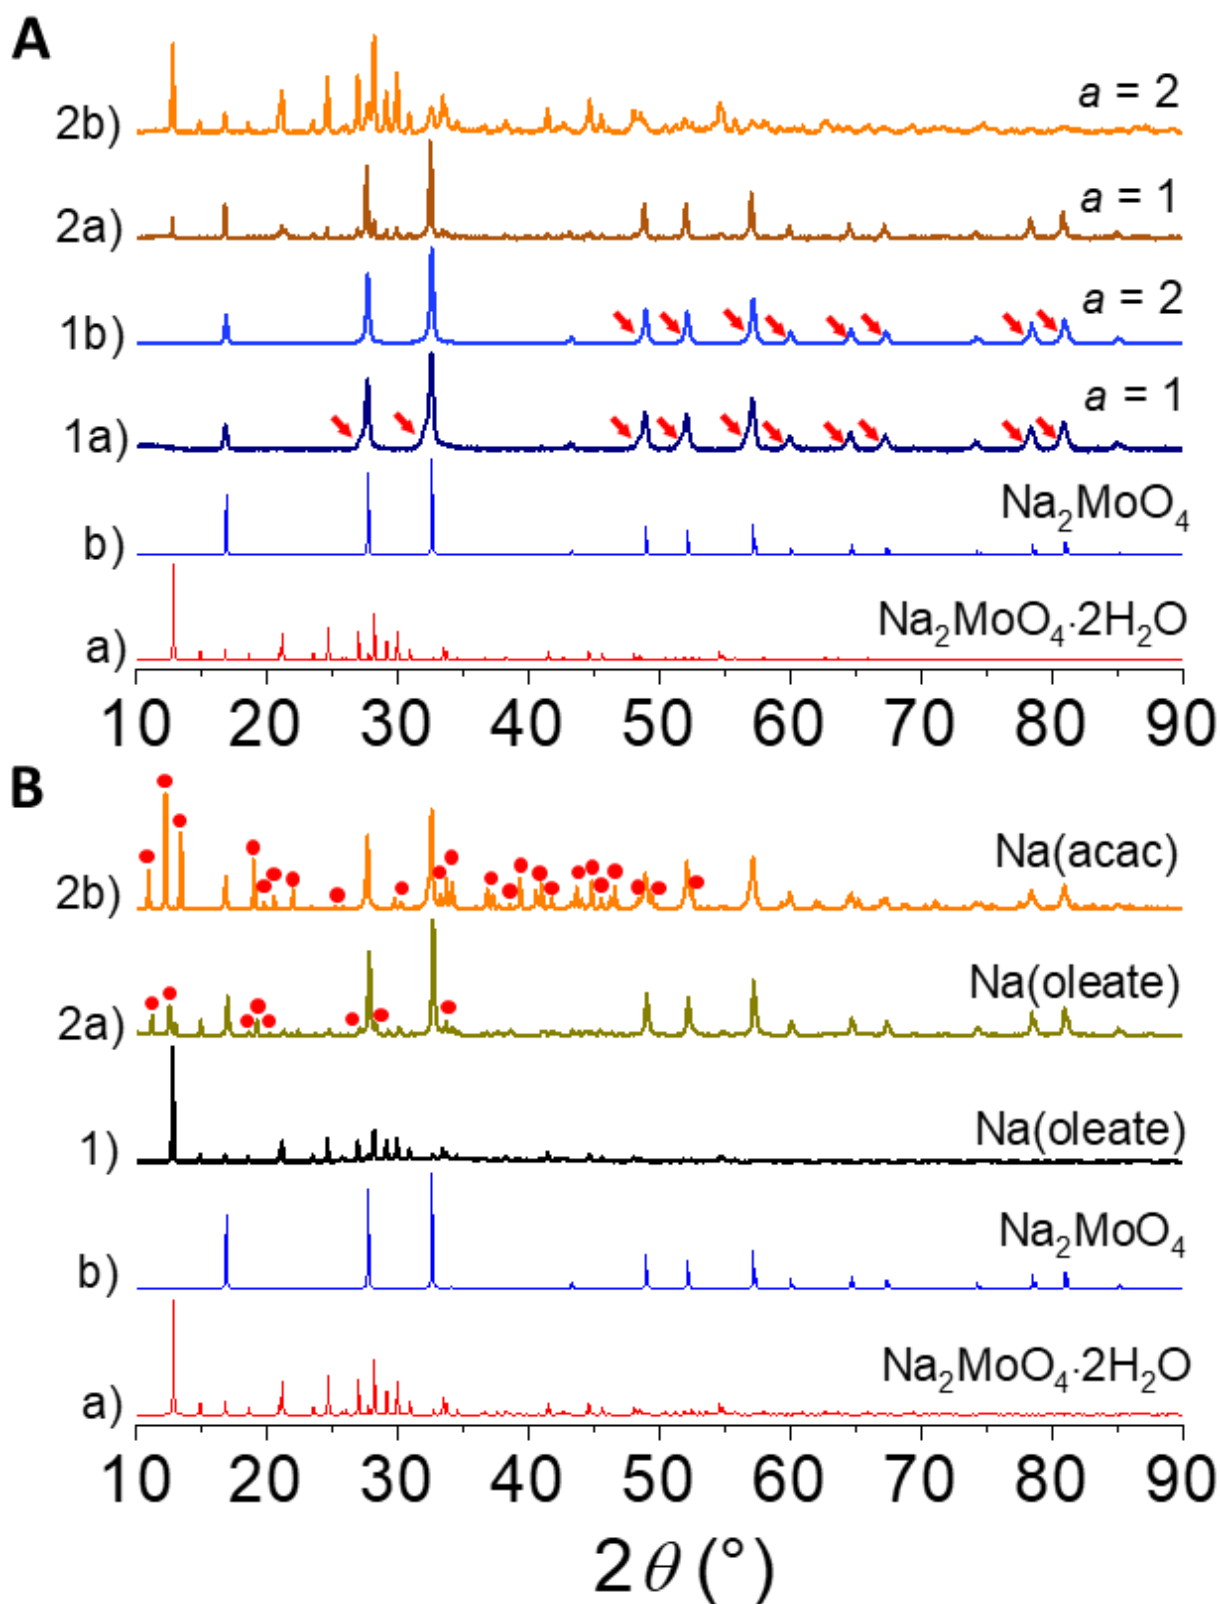 A
2b) a = 2
2a) a = 1
1b) a = 2
1a) a = 1
b) Na₂MoO₄
a) Na₂MoO₄·2H₂O
10 20 30 40 50 60 70 80 90
B
2b) Na(acac)
2a) Na(oleate)
1) Na(oleate)
b) Na₂MoO₄
a) Na₂MoO₄·2H₂O
10 20 30 40 50 60 70 80 90
2θ (°)